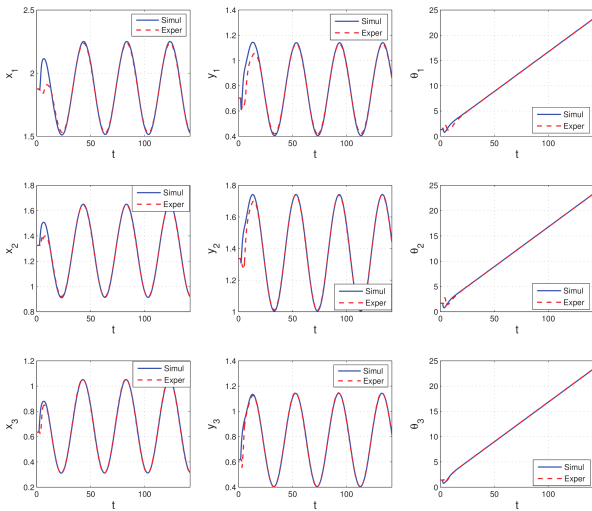 2.5
2
1.5
0 50 100
x1
t
Simul
Exper
1.4
1.2
1
0.8
0.6
0.4
0 50 100
y1
t
Simul
Exper
25
20
15
10
5
0
0 50 100
θ1
t
Simul
Exper
1.8
1.6
1.4
1.2
1
0.8
0 50 100
x2
t
Simul
Exper
1.8
1.6
1.4
1.2
1
0 50 100
y2
t
Simul
Exper
25
20
15
10
5
0
0 50 100
θ2
t
Simul
Exper
1.2
1
0.8
0.6
0.4
0.2
0 50 100
x3
t
Simul
Exper
1.4
1.2
1
0.8
0.6
0.4
0 50 100
y3
t
Simul
Exper
25
20
15
10
5
0
0 50 100
θ3
t
Simul
Exper